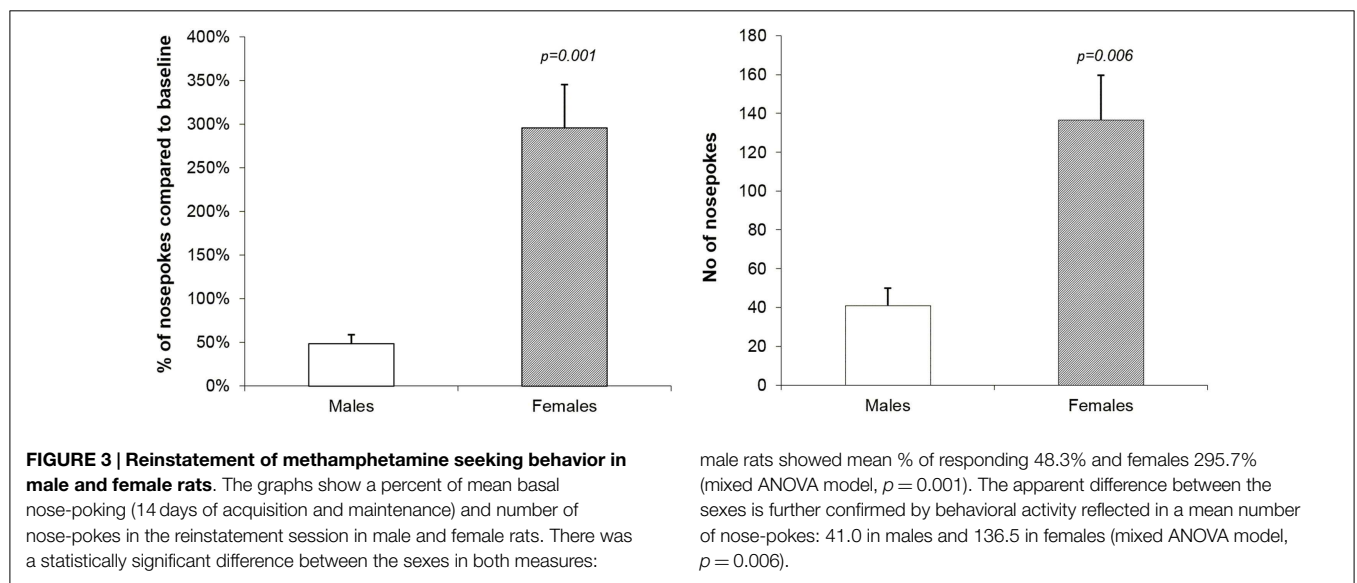 % of nosepokes compared to baseline
400%
350%
300%
250%
200%
150%
100%
50%
0%
p=0.001
Males
Females
No of nosepokes
180
160
140
120
100
80
60
40
20
0
p=0.006
Males
Females
FIGURE 3 | Reinstatement of methamphetamine seeking behavior in
male and female rats. The graphs show a percent of mean basal
nose-poking (14 days of acquisition and maintenance) and number of
nose-pokes in the reinstatement session in male and female rats. There was
a statistically significant difference between the sexes in both measures:
male rats showed mean % of responding 48.3% and females 295.7%
(mixed ANOVA model, p = 0.001). The apparent difference between the
sexes is further confirmed by behavioral activity reflected in a mean number
of nose-pokes: 41.0 in males and 136.5 in females (mixed ANOVA model,
p = 0.006).